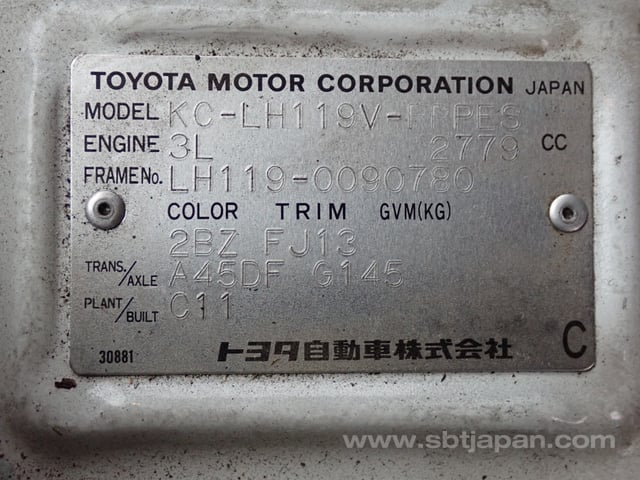 TOYOTA MOTOR CORPORATION JAPAN
MODEL KC-LH119V-RRPES
ENGINE 3L 2779 CC
FRAME No. LH119-0090780
COLOR TRIM GVM(KG)
2BZ FJ13
TRANS./AXLE A45DF G145
PLANT/BUILT C11
30881 トヨタ自動車株式会社 C
www.sbtjapan.com